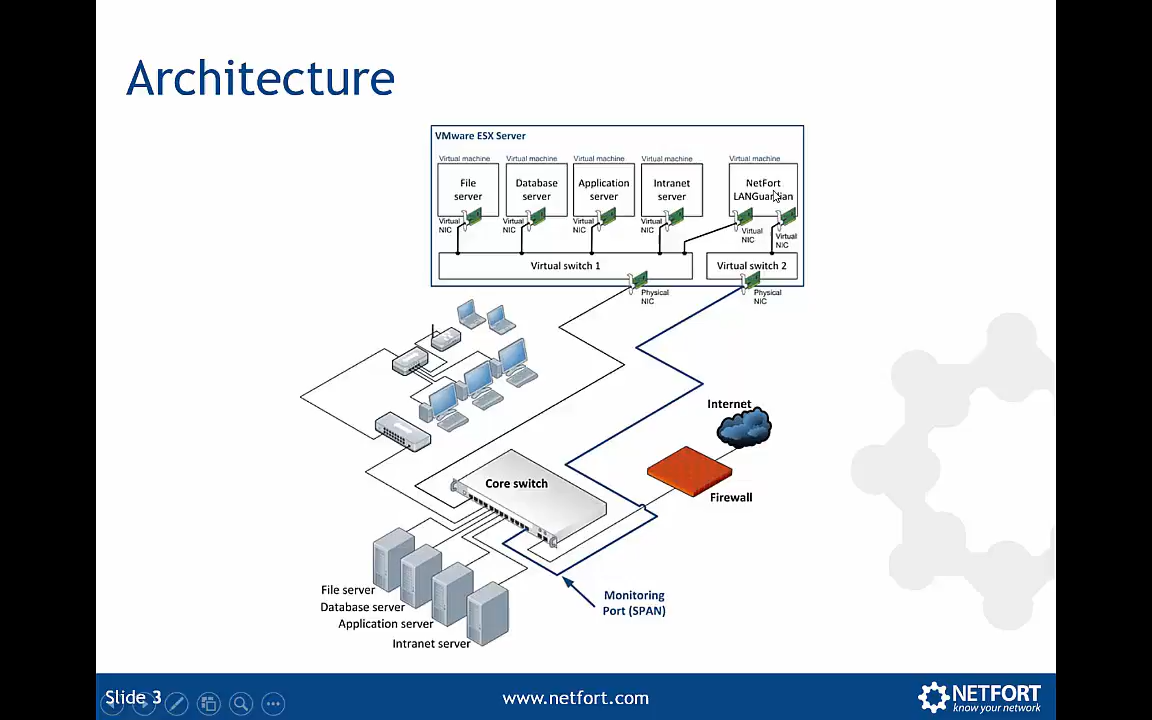 Architecture
VMware ESX Server
Virtual machine
Virtual machine
Virtual machine
Virtual machine
Virtual machine
File
server
Database
server
Application
server
Intranet
server
NetFort
LANGuardian
Virtual
NIC
Virtual
NIC
Virtual
NIC
Virtual
NIC
Virtual
NIC
Virtual
NIC
Virtual switch 1
Virtual switch 2
Physical
NIC
Physical
NIC
Internet
Core switch
Firewall
File server
Database server
Application server
Intranet server
Monitoring
Port (SPAN)
Slide 3
www.netfort.com
NETFORT
know your network